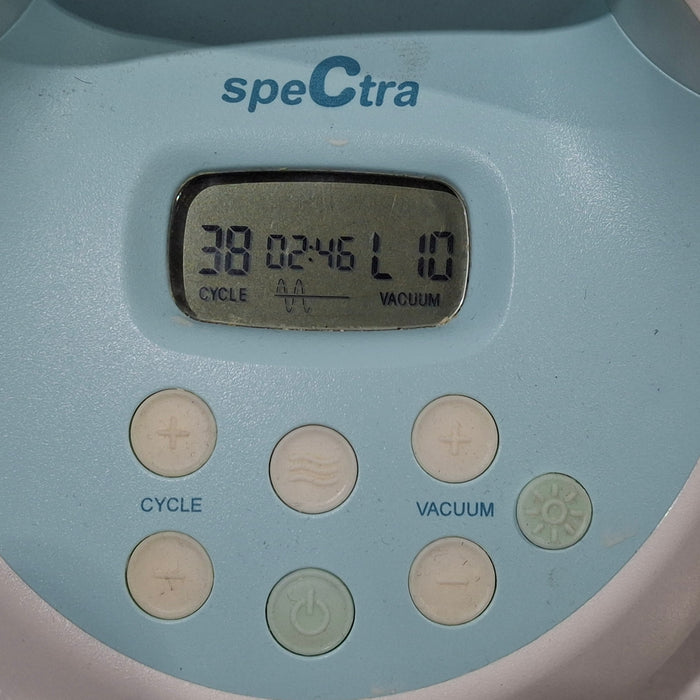 speCtra
38 02:46 L 10
CYCLE VACUUM
CYCLE VACUUM